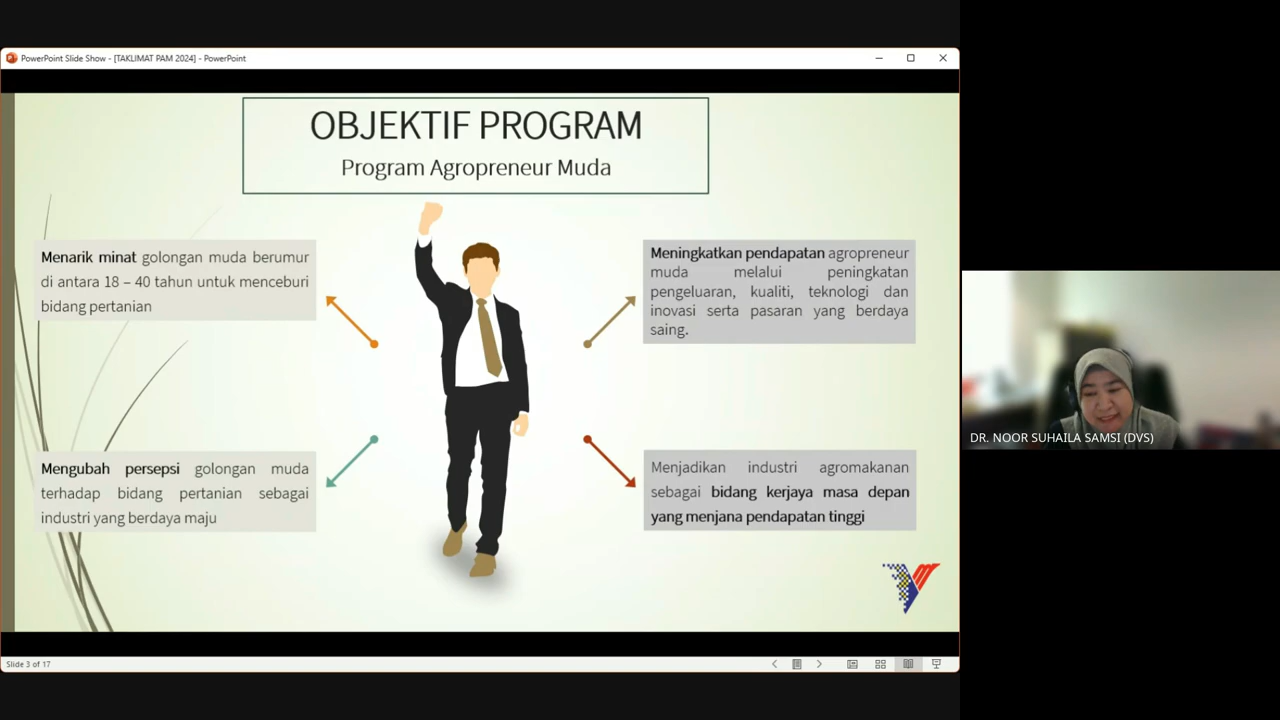 PowerPoint Slide Show - [TAKLIMAT PAM 2024] - PowerPoint
OBJEKTIF PROGRAM
Program Agropreneur Muda
Menarik minat golongan muda berumur
di antara 18 – 40 tahun untuk menceburi
bidang pertanian
Meningkatkan pendapatan agropreneur
muda melalui peningkatan
pengeluaran, kualiti, teknologi dan
inovasi serta pasaran yang berdaya
saing.
Mengubah persepsi golongan muda
terhadap bidang pertanian sebagai
industri yang berdaya maju
Menjadikan industri agromakanan
sebagai bidang kerjaya masa depan
yang menjana pendapatan tinggi
DR. NOOR SUHAILA SAMSI (DVS)
Slide 3 of 17